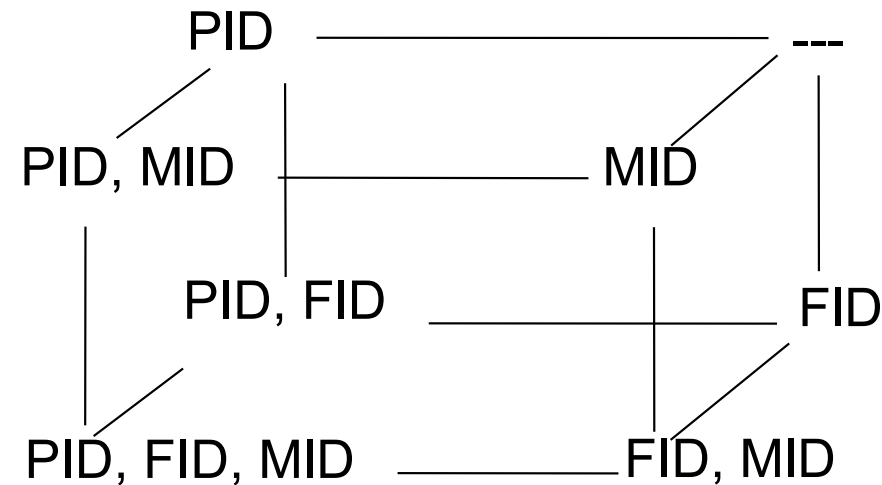 PID ---
PID, MID MID
PID, FID FID
PID, FID, MID FID, MID